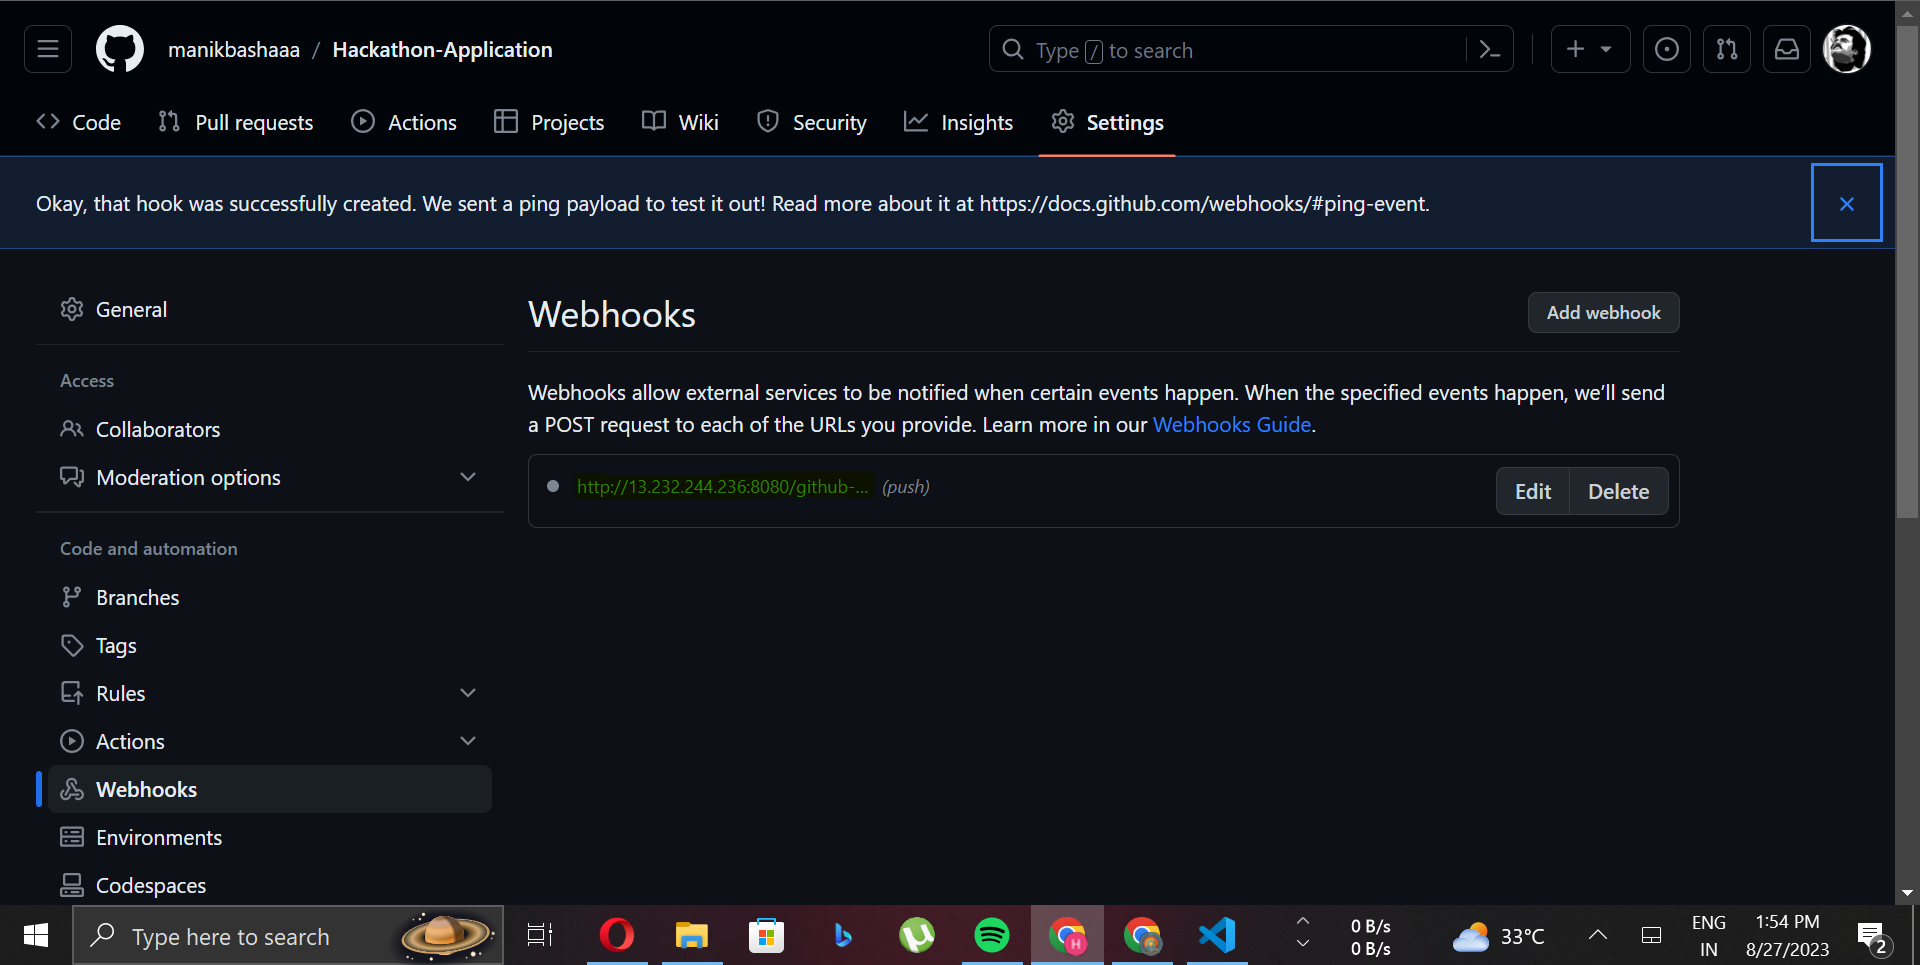 manikbashaaa / Hackathon-Application
Type / to search
Code
Pull requests
Actions
Projects
Wiki
Security
Insights
Settings
Okay, that hook was successfully created. We sent a ping payload to test it out! Read more about it at https://docs.github.com/webhooks/#ping-event.
General
Access
Collaborators
Moderation options
Code and automation
Branches
Tags
Rules
Actions
Webhooks
Environments
Codespaces
Webhooks
Add webhook
Webhooks allow external services to be notified when certain events happen. When the specified events happen, we’ll send
a POST request to each of the URLs you provide. Learn more in our Webhooks Guide.
http://13.232.244.236:8080/github-... (push)
Edit
Delete
Type here to search
H
0 B/s
0 B/s
33°C
ENG
IN
1:54 PM
8/27/2023
2